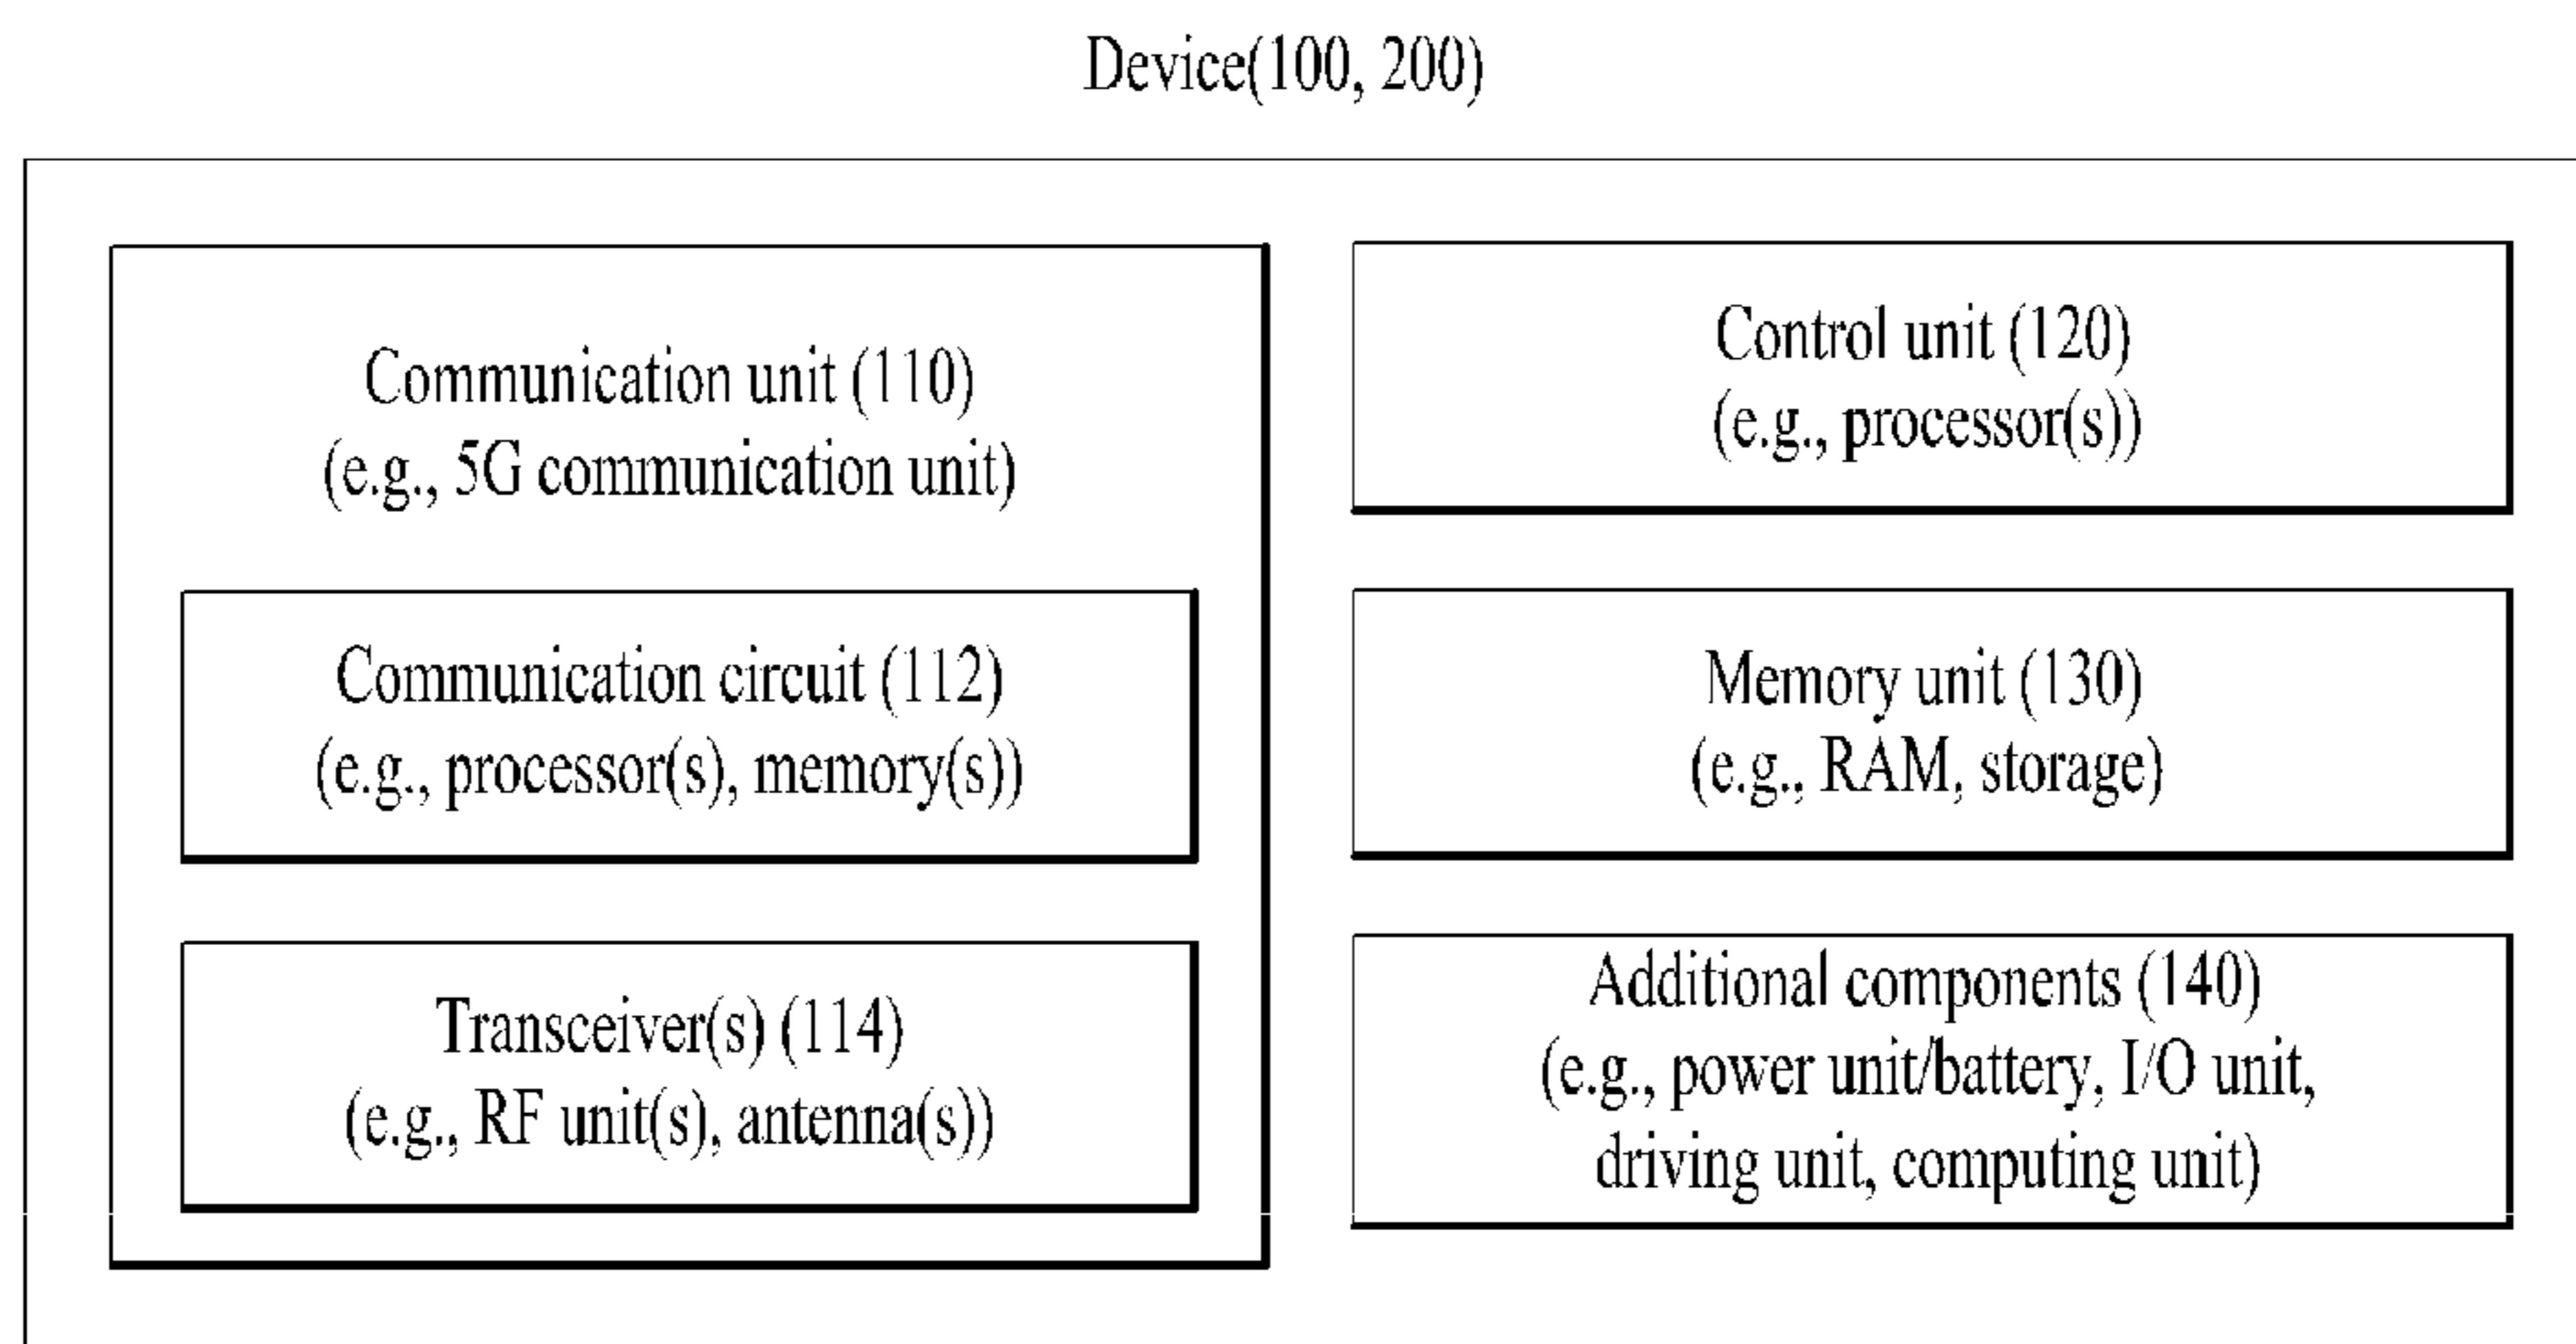 Device(100, 200)
Communication unit (110)
(e.g., 5G communication unit)
Communication circuit (112)
(e.g., processor(s), memory(s))
Transceiver(s) (114)
(e.g., RF unit(s), antenna(s))
Control unit (120)
(e.g., processor(s))
Memory unit (130)
(e.g., RAM, storage)
Additional components (140)
(e.g., power unit/battery, I/O unit,
driving unit, computing unit)